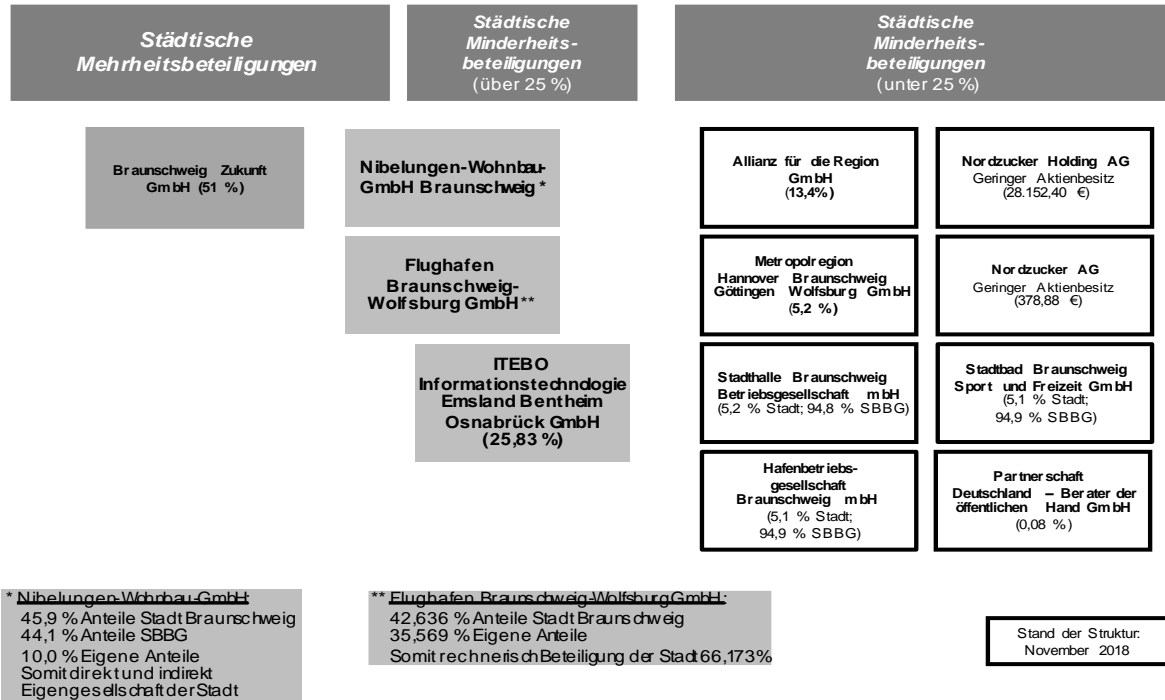 Städtische
Mehrheitsbeteiligungen
Städtische
Minderheits-
beteiligungen
(über 25 %)
Städtische
Minderheits-
beteiligungen
(unter 25 %)
Braunschweig Zukunft
GmbH (51 %)
Nibelungen-Wohnbau-
GmbH Braunschweig *
Flughafen
Braunschweig-
Wolfsburg GmbH**
ITEBO
Informationstechnologie
Emsland Bentheim
Osnabrück GmbH
(25,83 %)
Allianz für die Region
GmbH
(13,4%)
Nordzucker Holding AG
Geringer Aktienbesitz
(28.152,40 €)
Metropolregion
Hannover Braunschweig
Göttingen Wolfsburg GmbH
(5,2 %)
Nordzucker AG
Geringer Aktienbesitz
(378,88 €)
Stadthalle Braunschweig
Betriebsgesellschaft mbH
(5,2 % Stadt; 94,8 % SBBG)
Stadtbad Braunschweig
Sport und Freizeit GmbH
(5,1 % Stadt;
94,9 % SBBG)
Hafenbetriebs-
gesellschaft
Braunschweig mbH
(5,1 % Stadt;
94,9 % SBBG)
Partnerschaft
Deutschland – Berater der
öffentlichen Hand GmbH
(0,08 %)
* Nibelungen-Wohnbau-GmbH:
45,9 % Anteile Stadt Braunschweig
44,1 % Anteile SBBG
10,0 % Eigene Anteile
Somit direkt und indirekt
Eigengesellschaft der Stadt
** Flughafen Braunschweig-Wolfsburg GmbH:
42,636 % Anteile Stadt Braunschweig
35,569 % Eigene Anteile
Somit rechnerisch Beteiligung der Stadt 66,173%
Stand der Struktur:
November 2018